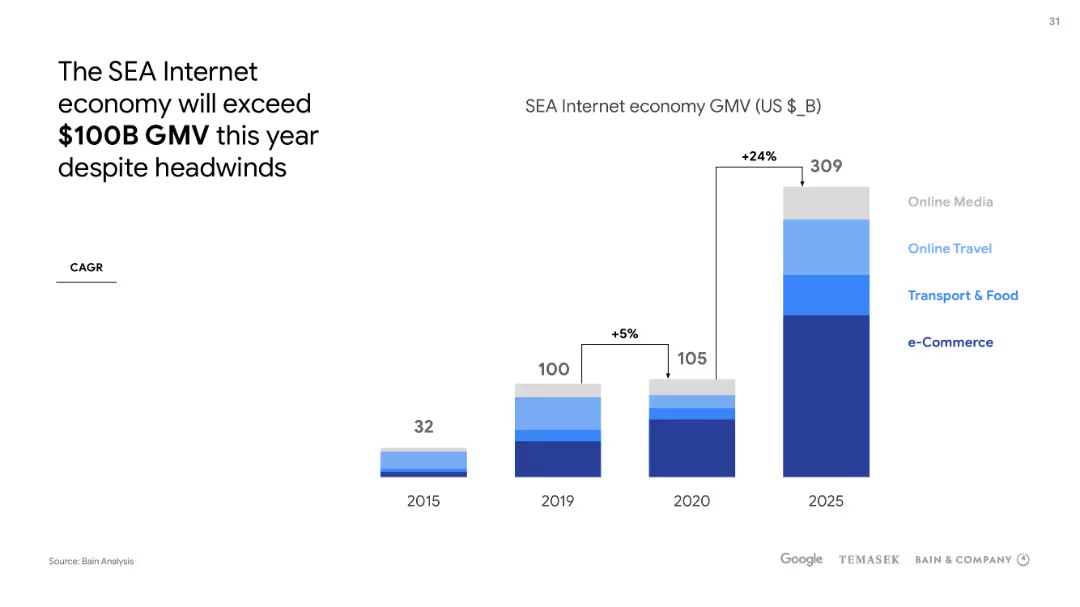 31
The SEA Internet
economy will exceed
$100B GMV this year
despite headwinds
CAGR
SEA Internet economy GMV (US $_B)
+24%
309
+5%
105
100
32
Online Media
Online Travel
Transport & Food
e-Commerce
2015
2019
2020
2025
Source: Bain Analysis
Google
TEMASEK
BAIN & COMPANY